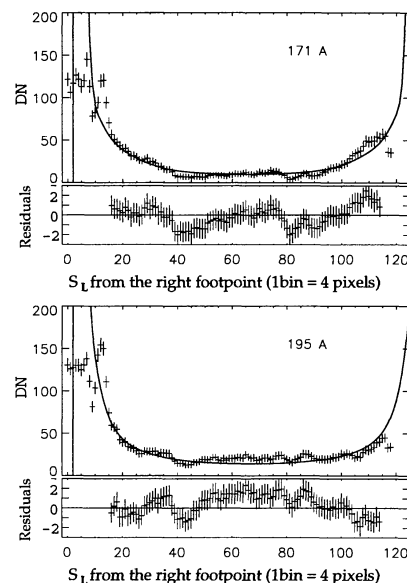 200
150
DN
100
50
0
171 A
Residuals
2
0
−2
0 20 40 60 80 100 120
S_L from the right footpoint (1bin = 4 pixels)
200
150
DN
100
50
0
195 A
Residuals
2
0
−2
0 20 40 60 80 100 120
S_L from the right footpoint (1bin = 4 pixels)